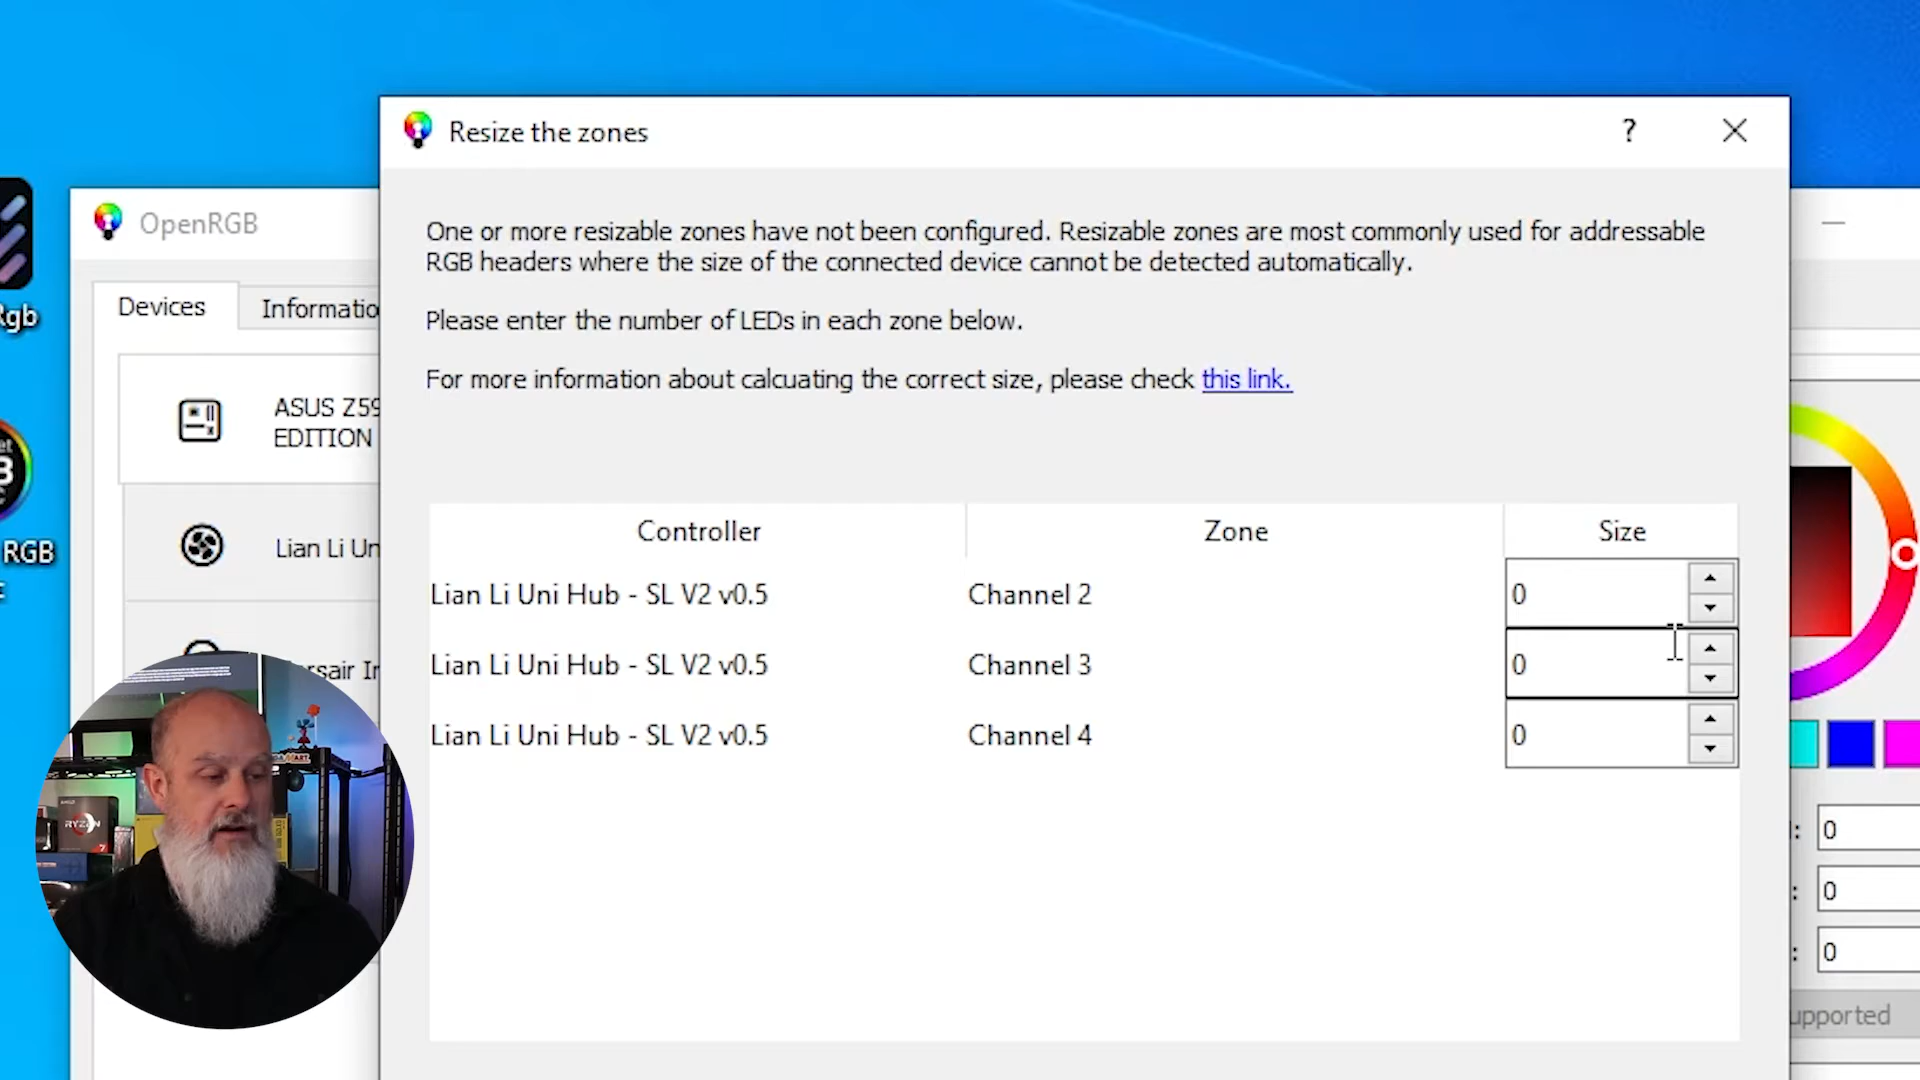 Resize the zones
?
OpenRGB
One or more resizable zones have not been configured. Resizable zones are most commonly used for addressable
RGB headers where the size of the connected device cannot be detected automatically.
Please enter the number of LEDs in each zone below.
For more information about calcuating the correct size, please check this link.
Devices
Informatio
Rgb
ASUS Z59
EDITION
Lian Li Un
RGB
rsair Ir
Controller Zone Size
Lian Li Uni Hub - SL V2 v0.5 Channel 2 0
Lian Li Uni Hub - SL V2 v0.5 Channel 3 0
Lian Li Uni Hub - SL V2 v0.5 Channel 4 0
RYZEN
7
: 0
: 0
: 0
upported